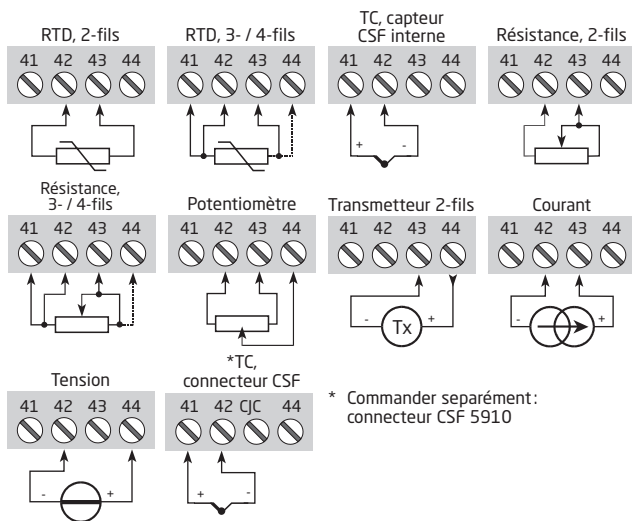 RTD, 2-fils
41 42 43 44
RTD, 3- / 4-fils
41 42 43 44
TC, capteur
CSF interne
41 42 43 44
+ -
Résistance, 2-fils
41 42 43 44
Résistance,
3- / 4-fils
41 42 43 44
Potentiomètre
41 42 43 44
Transmetteur 2-fils
41 42 43 44
- Tx +
Courant
41 42 43 44
- +
Tension
41 42 43 44
- +
*TC,
connecteur CSF
41 42 CJC 44
+ -
* Commander separément:
connecteur CSF 5910